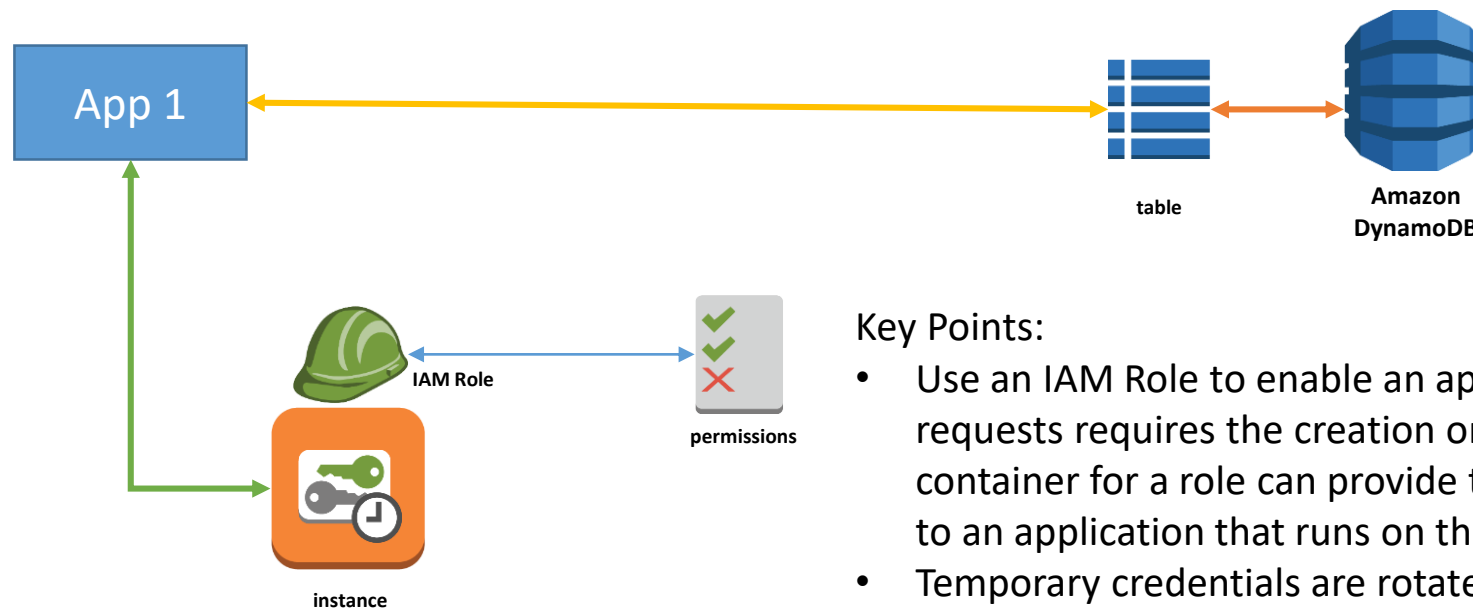 App 1
table
Amazon
DynamoDB
IAM Role
permissions
instance
Key Points:
• Use an IAM Role to enable an ap
requests requires the creation o
container for a role can provide
to an application that runs on th
• Temporary credentials are rotate